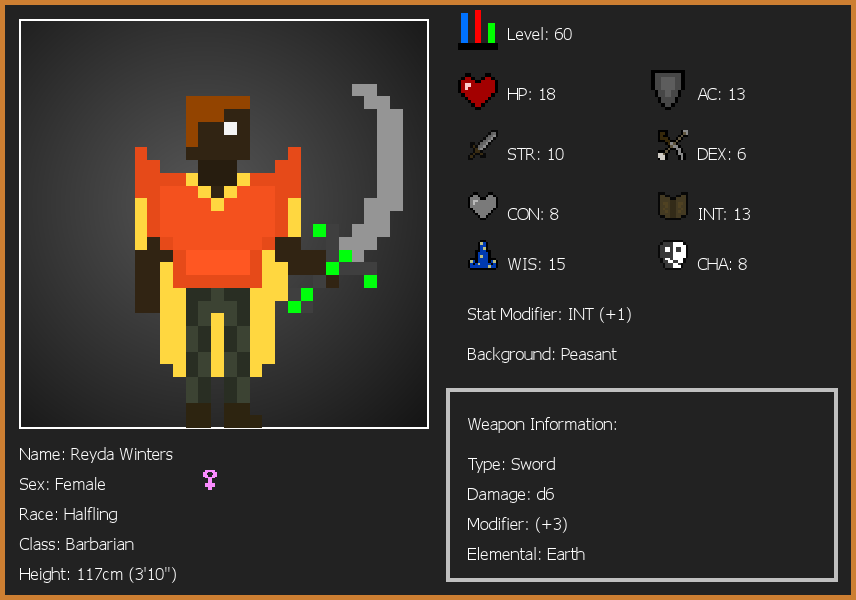 Level: 60
HP: 18
AC: 13
STR: 10
DEX: 6
CON: 8
INT: 13
WIS: 15
CHA: 8
Stat Modifier: INT (+1)
Background: Peasant
Weapon Information:
Type: Sword
Damage: d6
Modifier: (+3)
Elemental: Earth
Name: Reyda Winters
Sex: Female
Race: Halfling
Class: Barbarian
Height: 117cm (3'10")